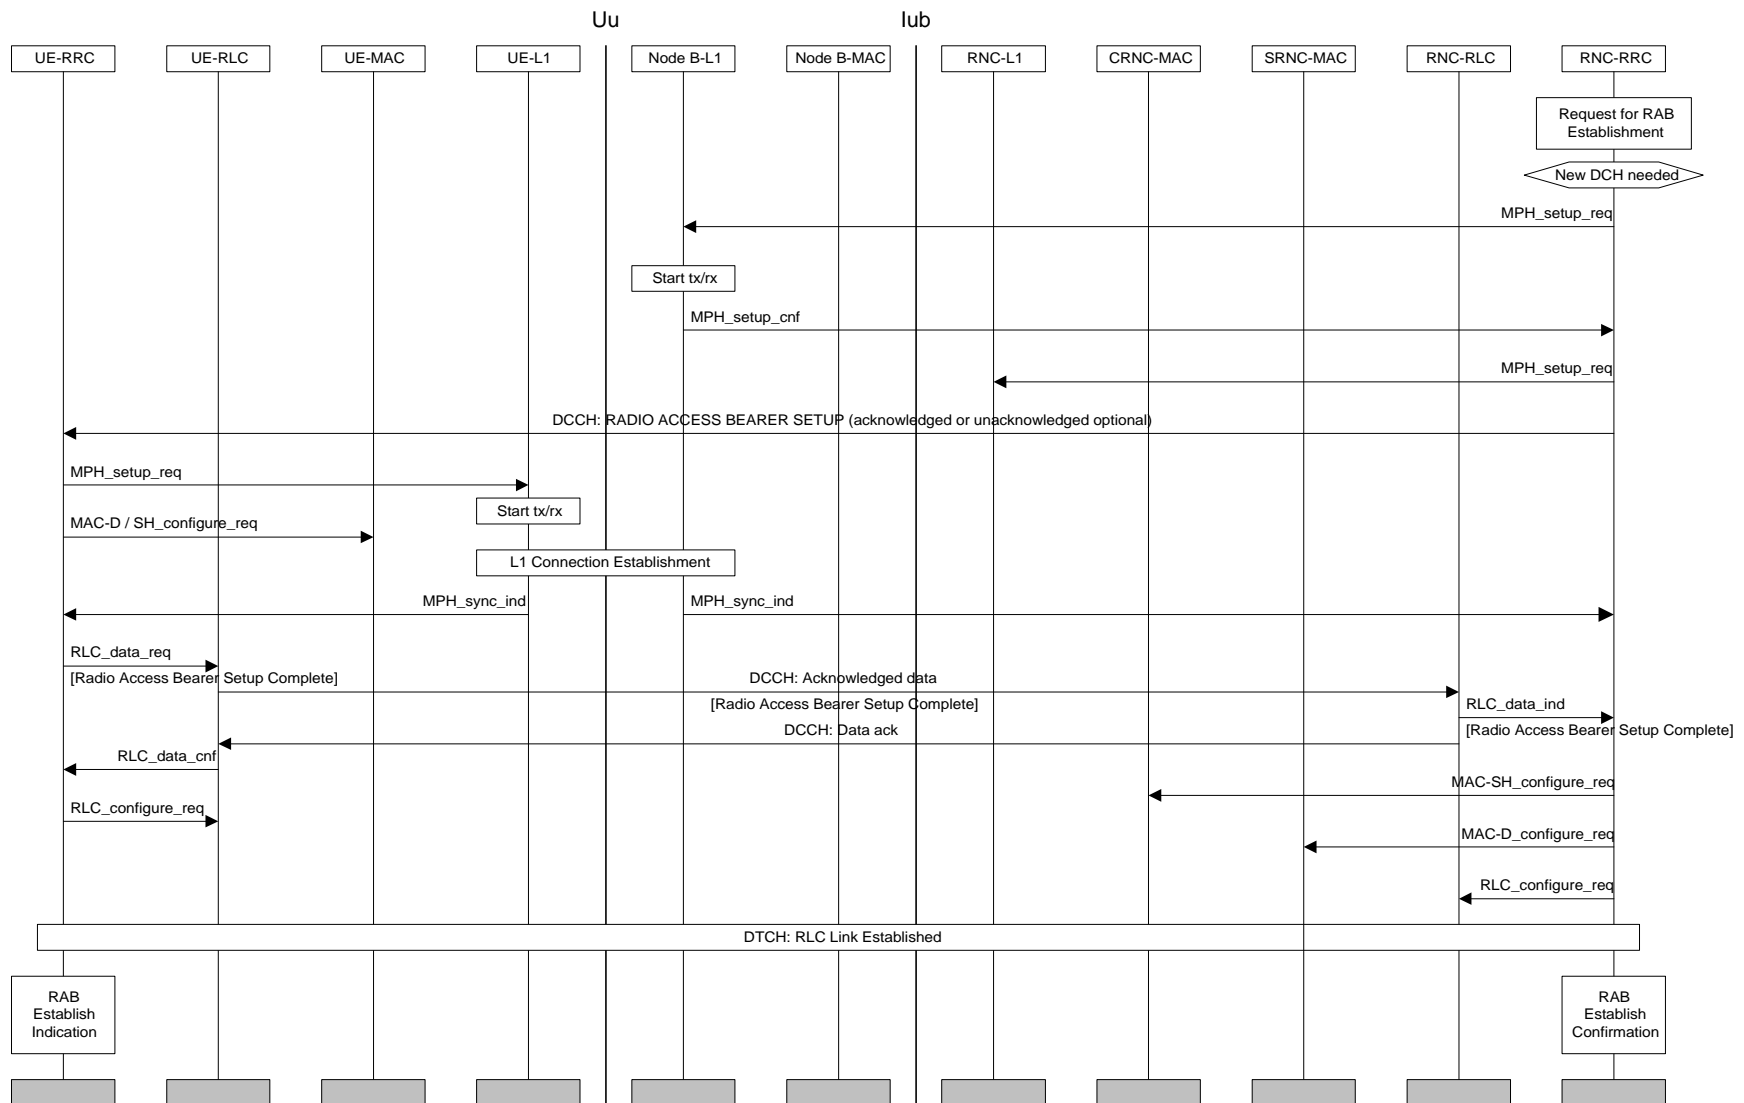 Uu
Iub
UE-RRC
UE-RLC
UE-MAC
UE-L1
Node B-L1
Node B-MAC
RNC-L1
CRNC-MAC
SRNC-MAC
RNC-RLC
RNC-RRC
Request for RAB
Establishment
New DCH needed
MPH_setup_req
Start tx/rx
MPH_setup_cnf
MPH_setup_req
DCCH: RADIO ACCESS BEARER SETUP (acknowledged or unacknowledged optional)
MPH_setup_req
Start tx/rx
MAC-D / SH_configure_req
L1 Connection Establishment
MPH_sync_ind
MPH_sync_ind
RLC_data_req
[Radio Access Bearer Setup Complete]
DCCH: Acknowledged data
[Radio Access Bearer Setup Complete]
RLC_data_ind
[Radio Access Bearer Setup Complete]
DCCH: Data ack
RLC_data_cnf
MAC-SH_configure_req
RLC_configure_req
MAC-D_configure_req
RLC_configure_req
DTCH: RLC Link Established
RAB
Establish
Indication
RAB
Establish
Confirmation